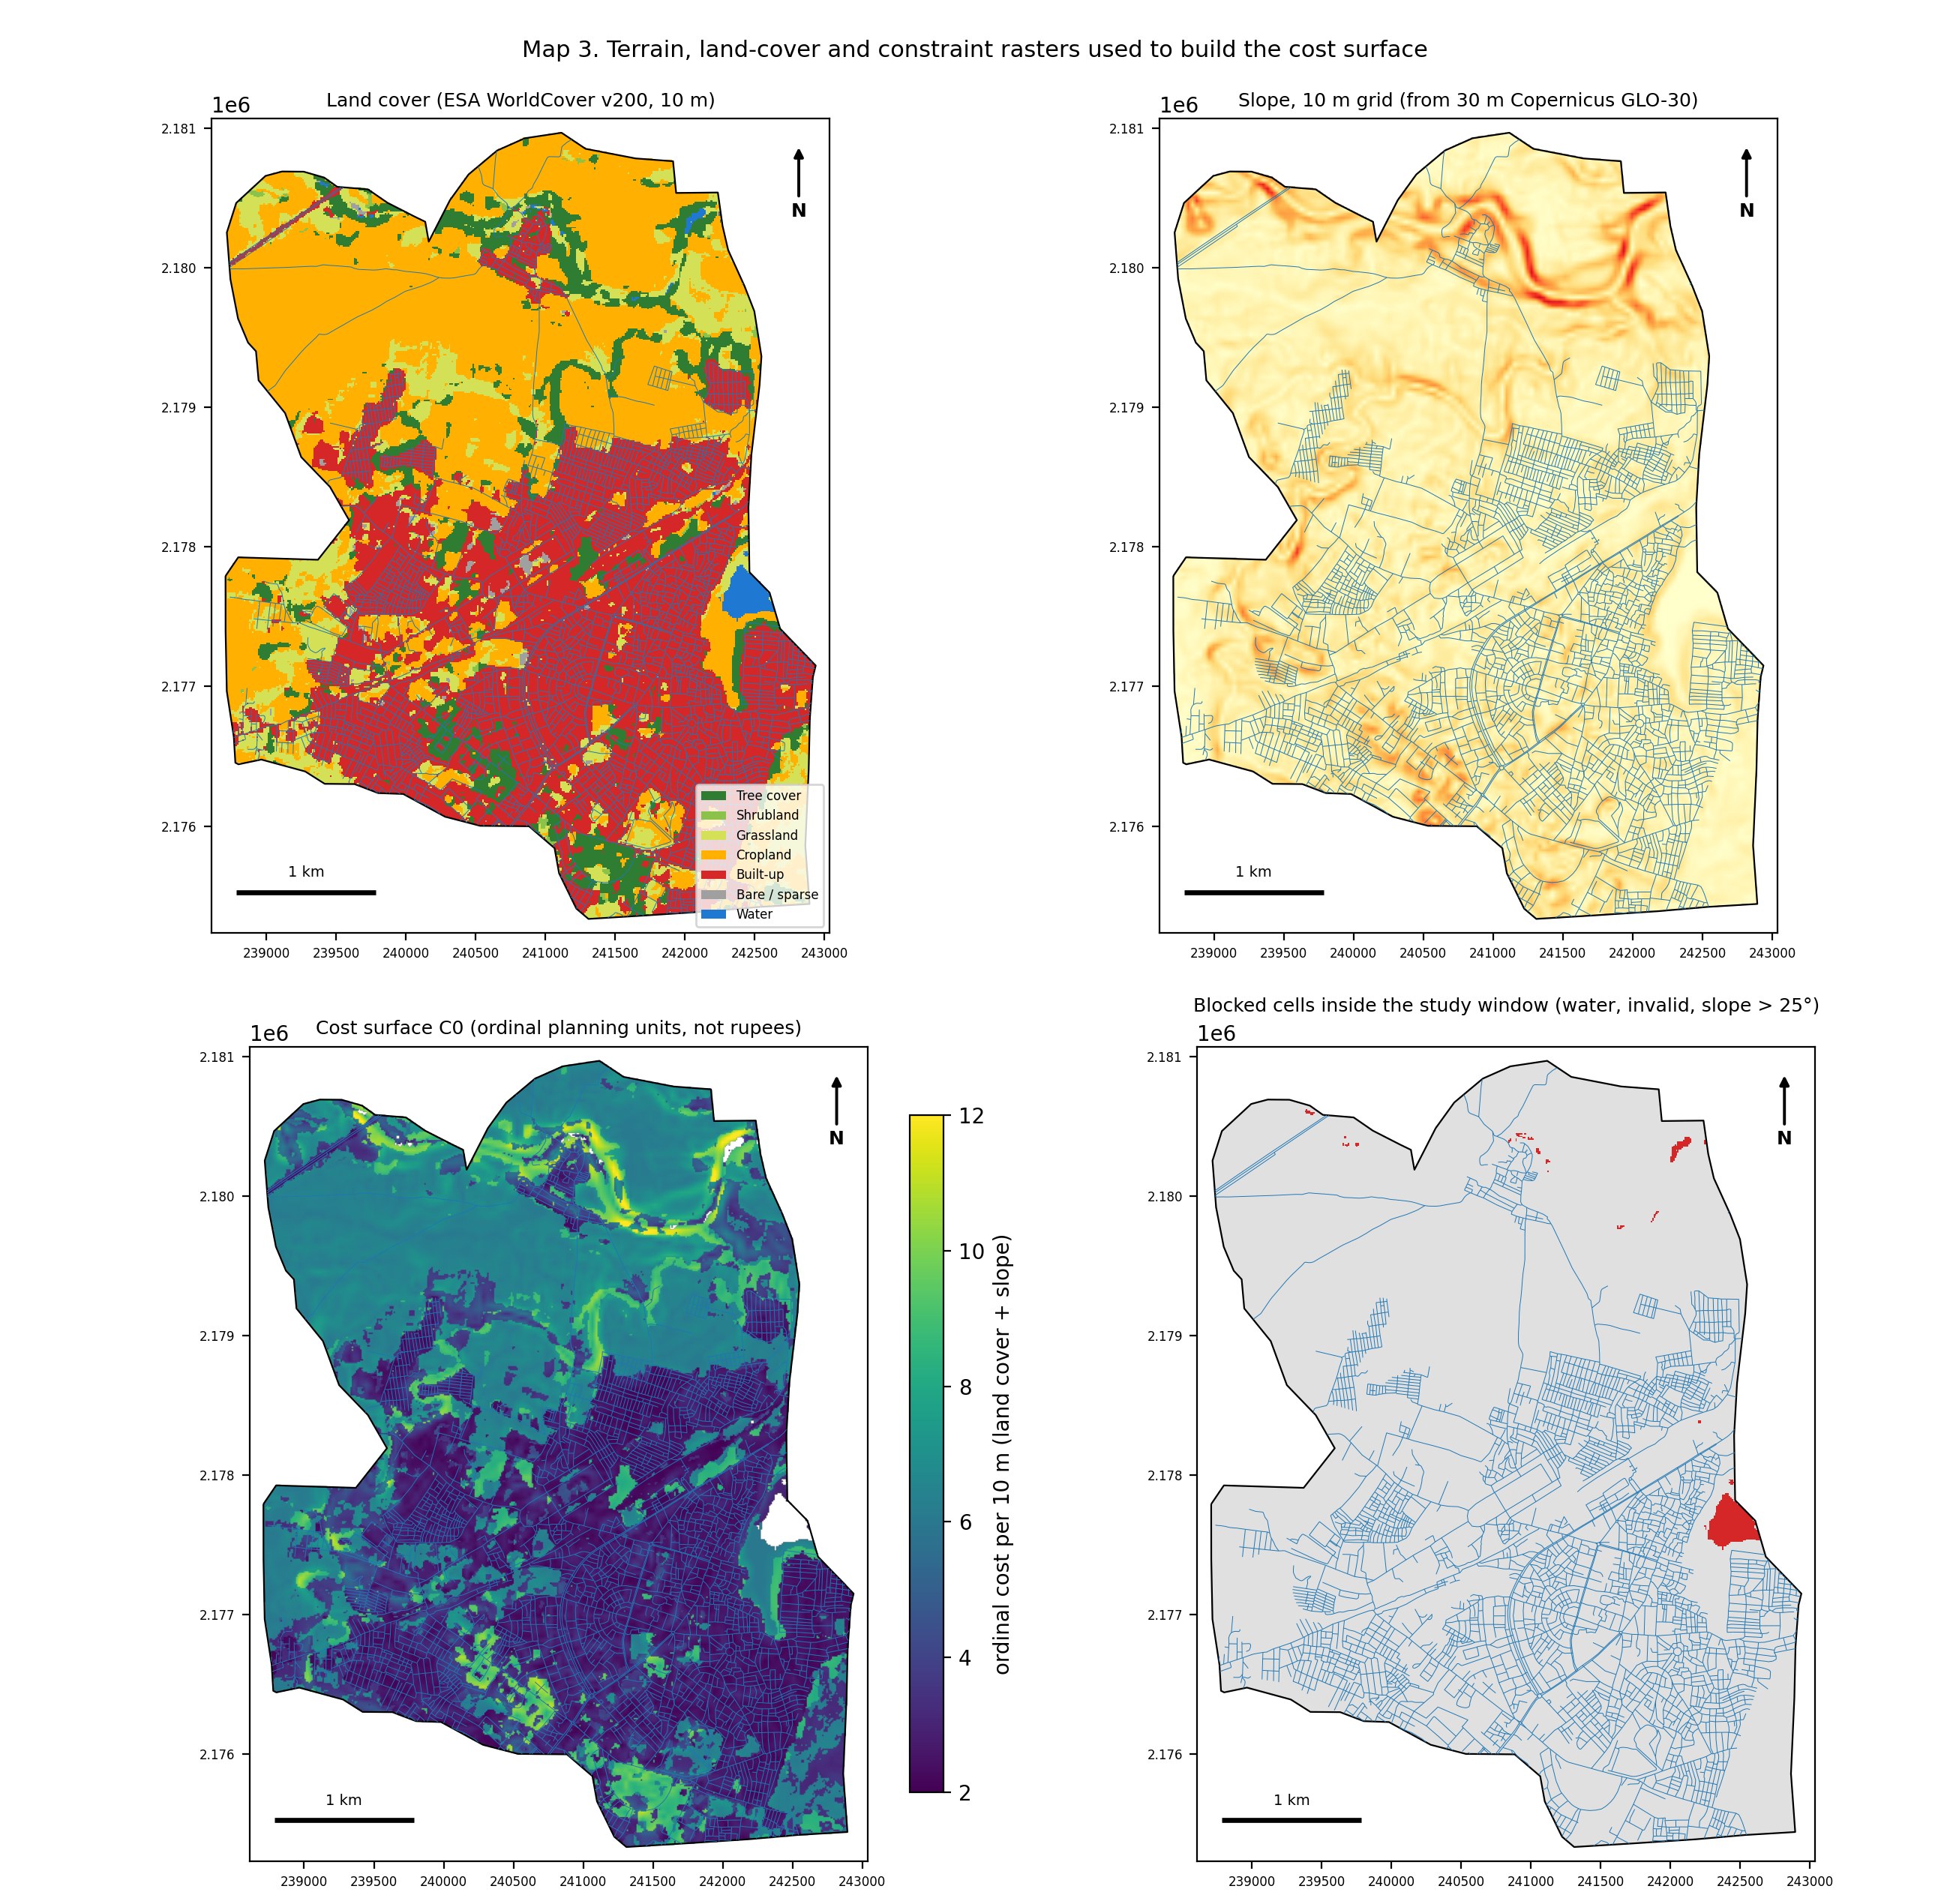 Map 3. Terrain, land-cover and constraint rasters used to build the cost surface
Land cover (ESA WorldCover v200, 10 m)
1e6
2.181
2.180
2.179
2.178
2.177
2.176
N
1 km
Tree cover
Shrubland
Grassland
Cropland
Built-up
Bare / sparse
Water
239000 239500 240000 240500 241000 241500 242000 242500 243000
Slope, 10 m grid (from 30 m Copernicus GLO-30)
1e6
2.181
2.180
2.179
2.178
2.177
2.176
N
1 km
239000 239500 240000 240500 241000 241500 242000 242500 243000
Cost surface C0 (ordinal planning units, not rupees)
1e6
2.181
2.180
2.179
2.178
2.177
2.176
N
1 km
239000 239500 240000 240500 241000 241500 242000 242500 243000
12
10
8
6
4
2
ordinal cost per 10 m (land cover + slope)
Blocked cells inside the study window (water, invalid, slope > 25°)
1e6
2.181
2.180
2.179
2.178
2.177
2.176
N
1 km
239000 239500 240000 240500 241000 241500 242000 242500 243000